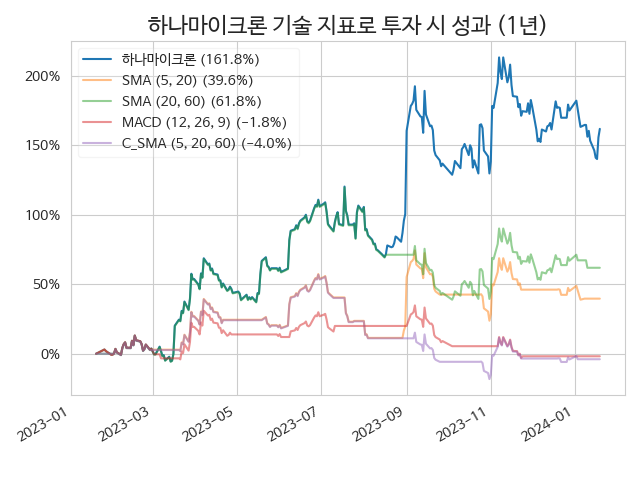 하나마이크론 기술 지표로 투자 시 성과 (1년)
하나마이크론 (161.8%)
SMA (5, 20) (39.6%)
SMA (20, 60) (61.8%)
MACD (12, 26, 9) (−1.8%)
C_SMA (5, 20, 60) (−4.0%)
200%
150%
100%
50%
0%
2023−01
2023−03
2023−05
2023−07
2023−09
2023−11
2024−01